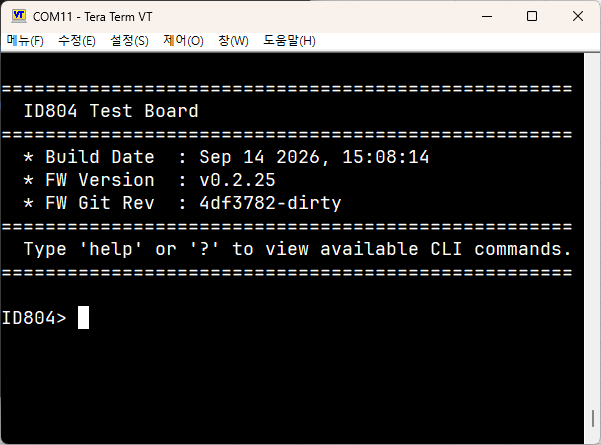 COM11 - Tera Term VT
메뉴(F) 수정(E) 설정(S) 제어(O) 창(W) 도움말(H)
====================================================
ID804 Test Board
====================================================
* Build Date : Sep 14 2026, 15:08:14
* FW Version : v0.2.25
* FW Git Rev : 4df3782-dirty
====================================================
Type 'help' or '?' to view available CLI commands.
====================================================
ID804>